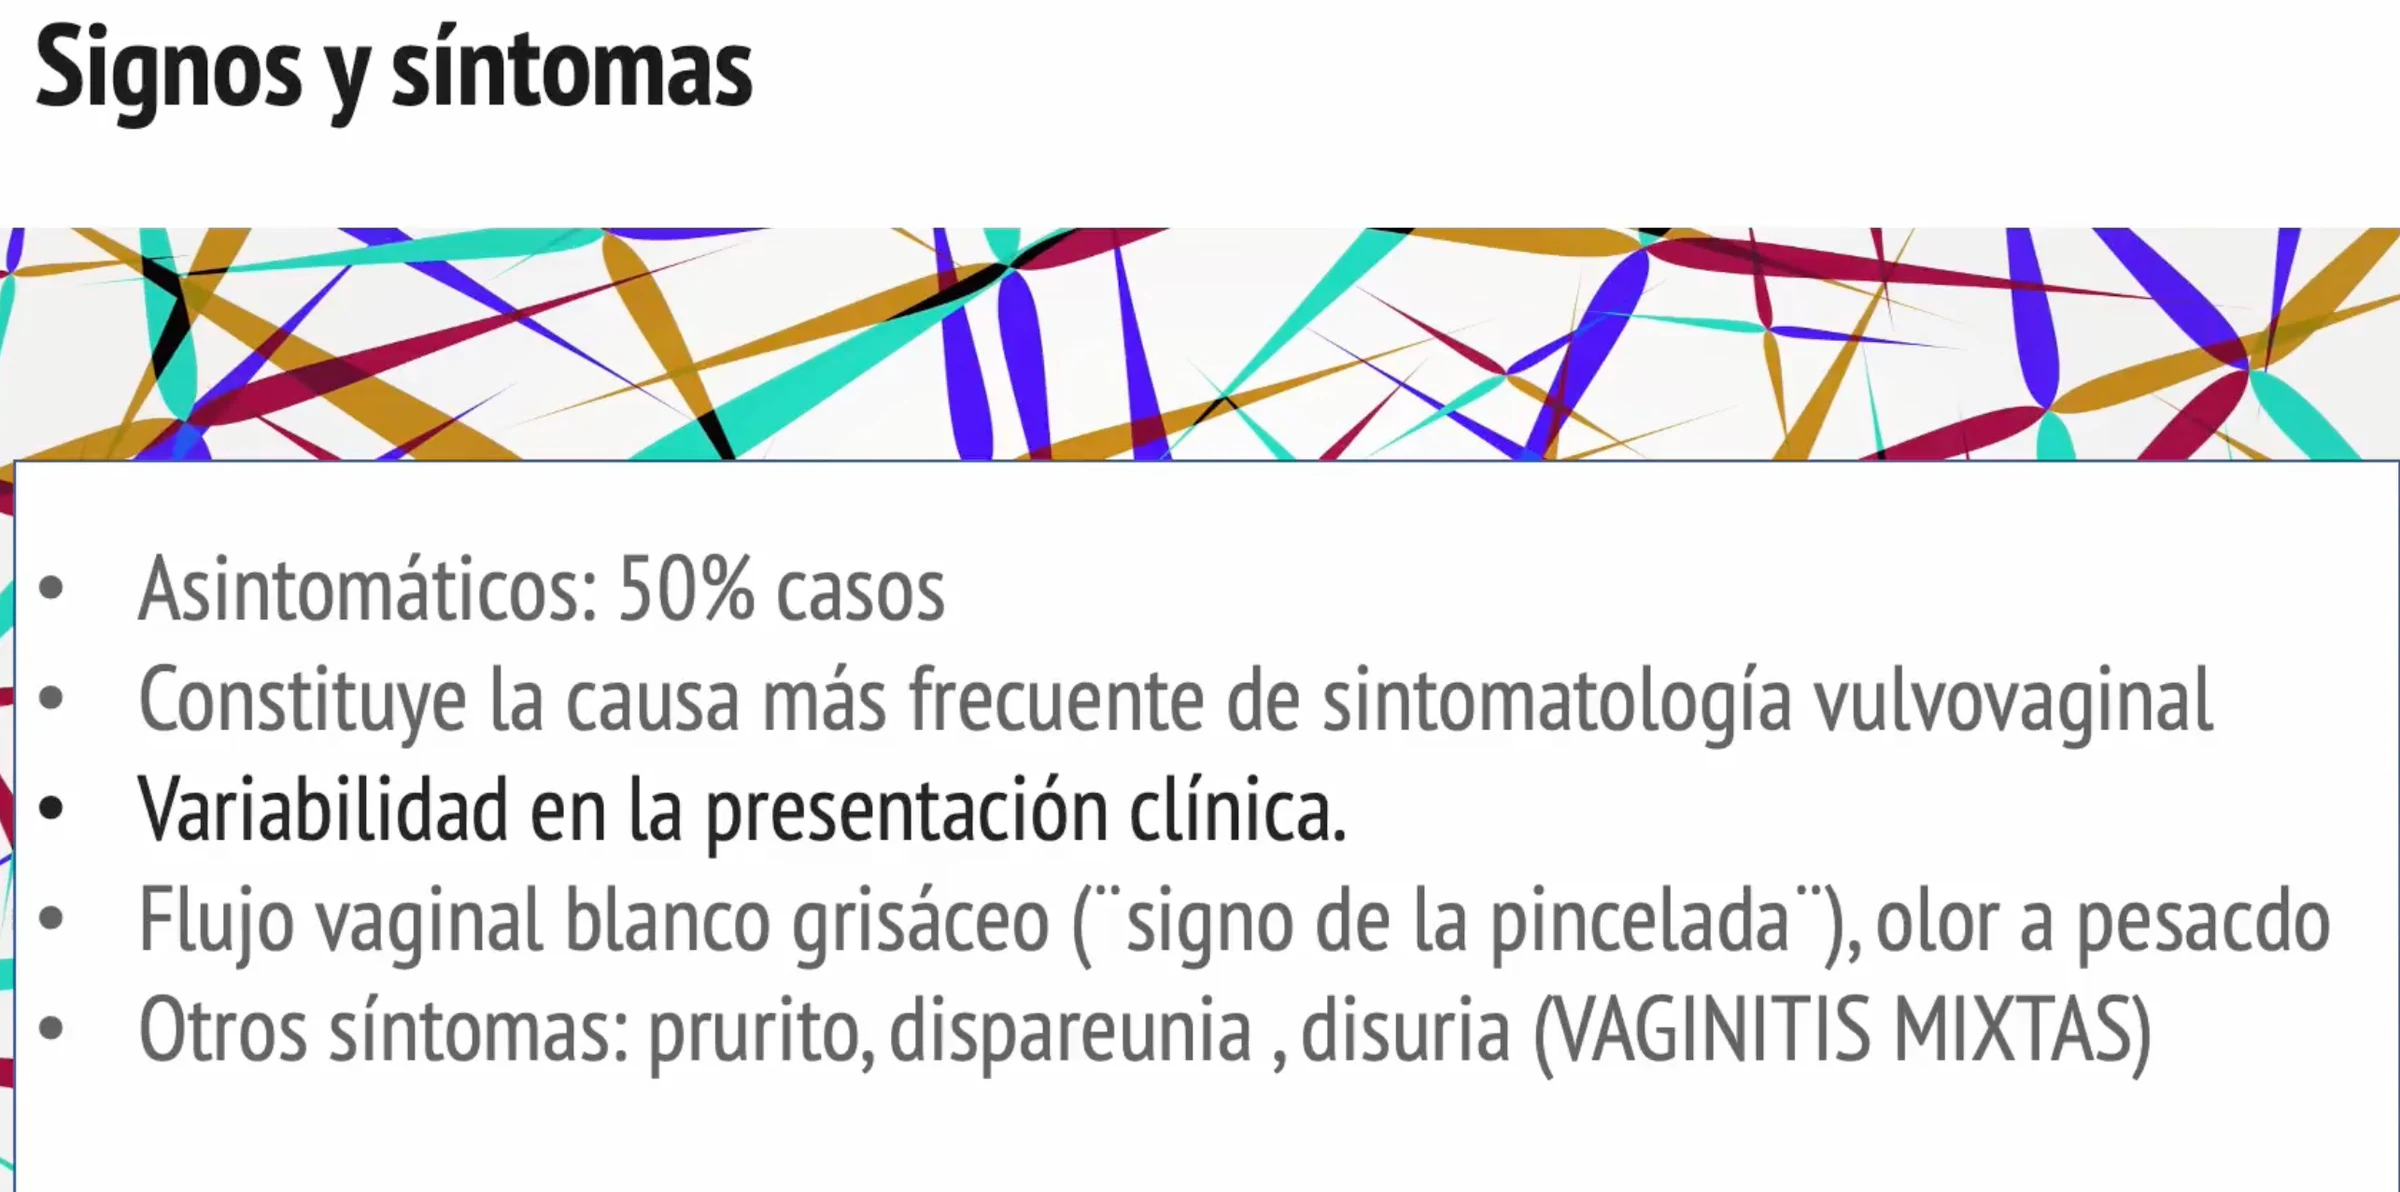 Signos y síntomas
• Asintomáticos: 50% casos
• Constituye la causa más frecuente de sintomatología vulvovaginal
• Variabilidad en la presentación clínica.
• Flujo vaginal blanco grisáceo (¨signo de la pincelada¨), olor a pesacdo
• Otros síntomas: prurito, dispareunia , disuria (VAGINITIS MIXTAS)